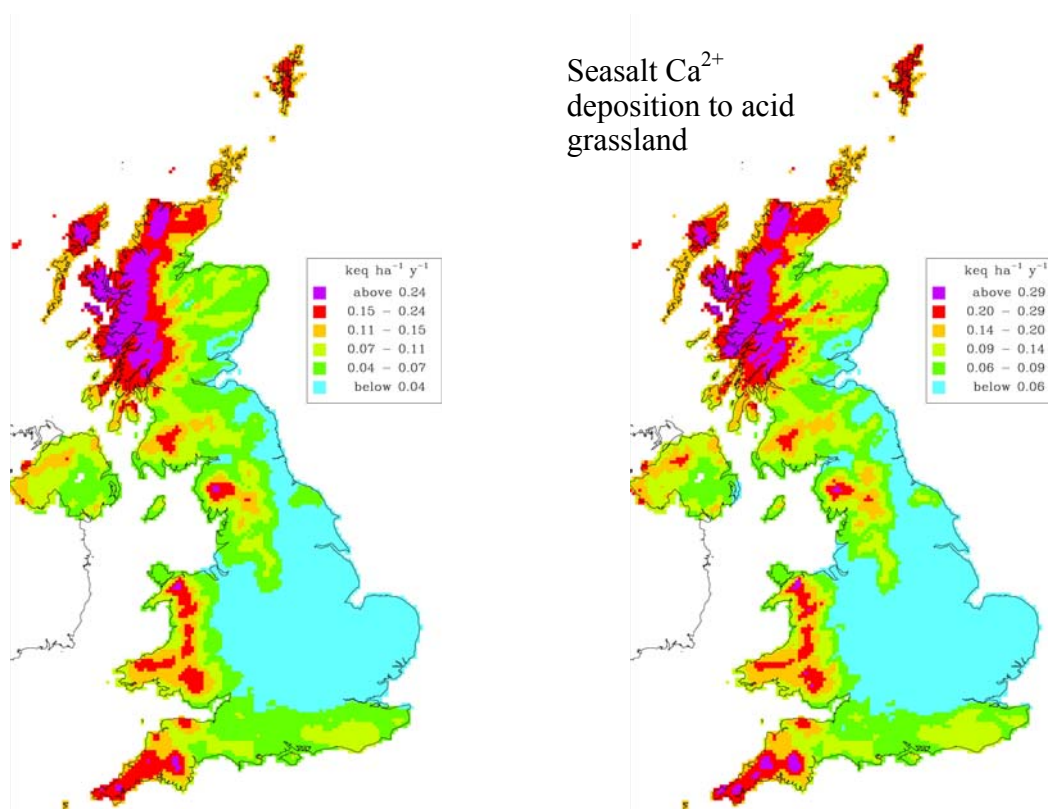 Seasalt Ca²⁺
deposition to acid
grassland
keq ha⁻¹ y⁻¹
above 0.24
0.15 – 0.24
0.11 – 0.15
0.07 – 0.11
0.04 – 0.07
below 0.04
keq ha⁻¹ y⁻¹
above 0.29
0.20 – 0.29
0.14 – 0.20
0.09 – 0.14
0.06 – 0.09
below 0.06